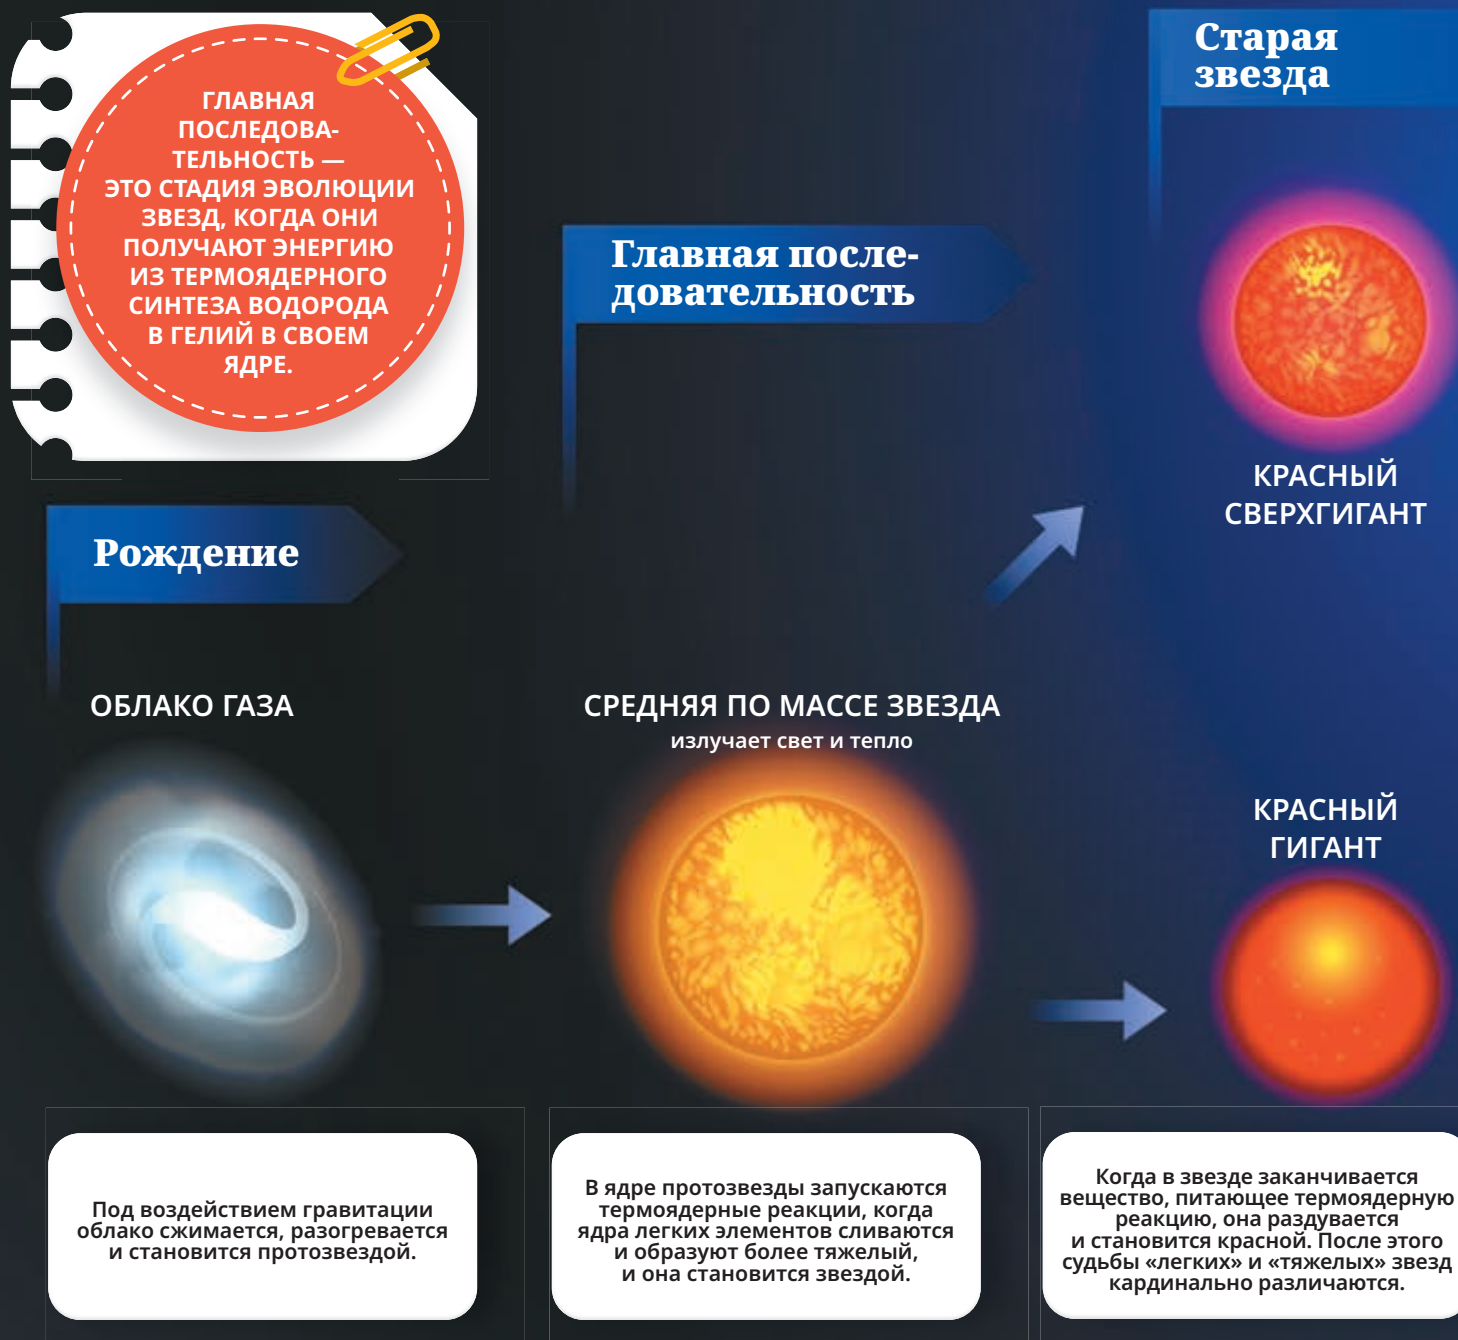 ГЛАВНАЯ
ПОСЛЕДОВА-
ТЕЛЬНОСТЬ —
ЭТО СТАДИЯ ЭВОЛЮЦИИ
ЗВЕЗД, КОГДА ОНИ
ПОЛУЧАЮТ ЭНЕРГИЮ
ИЗ ТЕРМОЯДЕРНОГО
СИНТЕЗА ВОДОРОДА
В ГЕЛИЙ В СВОЕМ
ЯДРЕ.
Рождение
ОБЛАКО ГАЗА
Под воздействием гравитации
облако сжимается, разогревается
и становится протозвездой.
Главная после-
довательность
СРЕДНЯЯ ПО МАССЕ ЗВЕЗДА
излучает свет и тепло
В ядре протозвезды запускаются
термоядерные реакции, когда
ядра легких элементов сливаются
и образуют более тяжелый,
и она становится звездой.
Старая
звезда
КРАСНЫЙ
СВЕРХГИГАНТ
КРАСНЫЙ
ГИГАНТ
Когда в звезде заканчивается
вещество, питающее термоядерную
реакцию, она раздувается
и становится красной. После этого
судьбы «легких» и «тяжелых» звезд
кардинально различаются.